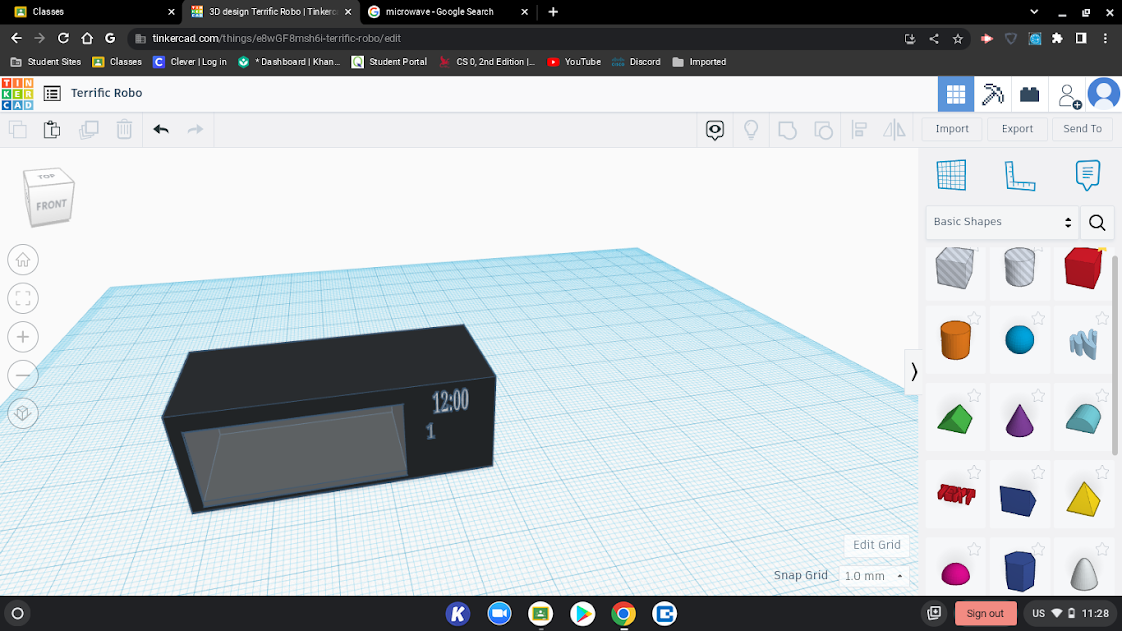 Classes
3D design Terrific Robo | Tinkerc
microwave - Google Search
tinkercad.com/things/e8wGF8msh6i-terrific-robo/edit
Student Sites
Classes
Clever | Log in
* Dashboard | Khan...
Student Portal
CS 0, 2nd Edition |...
YouTube
Discord
Imported
TIN
KER
CAD
Terrific Robo
Import
Export
Send To
TOP
FRONT
Basic Shapes
12:00
1
TEXT
Edit Grid
Snap Grid
1.0 mm
Sign out
US
11:28